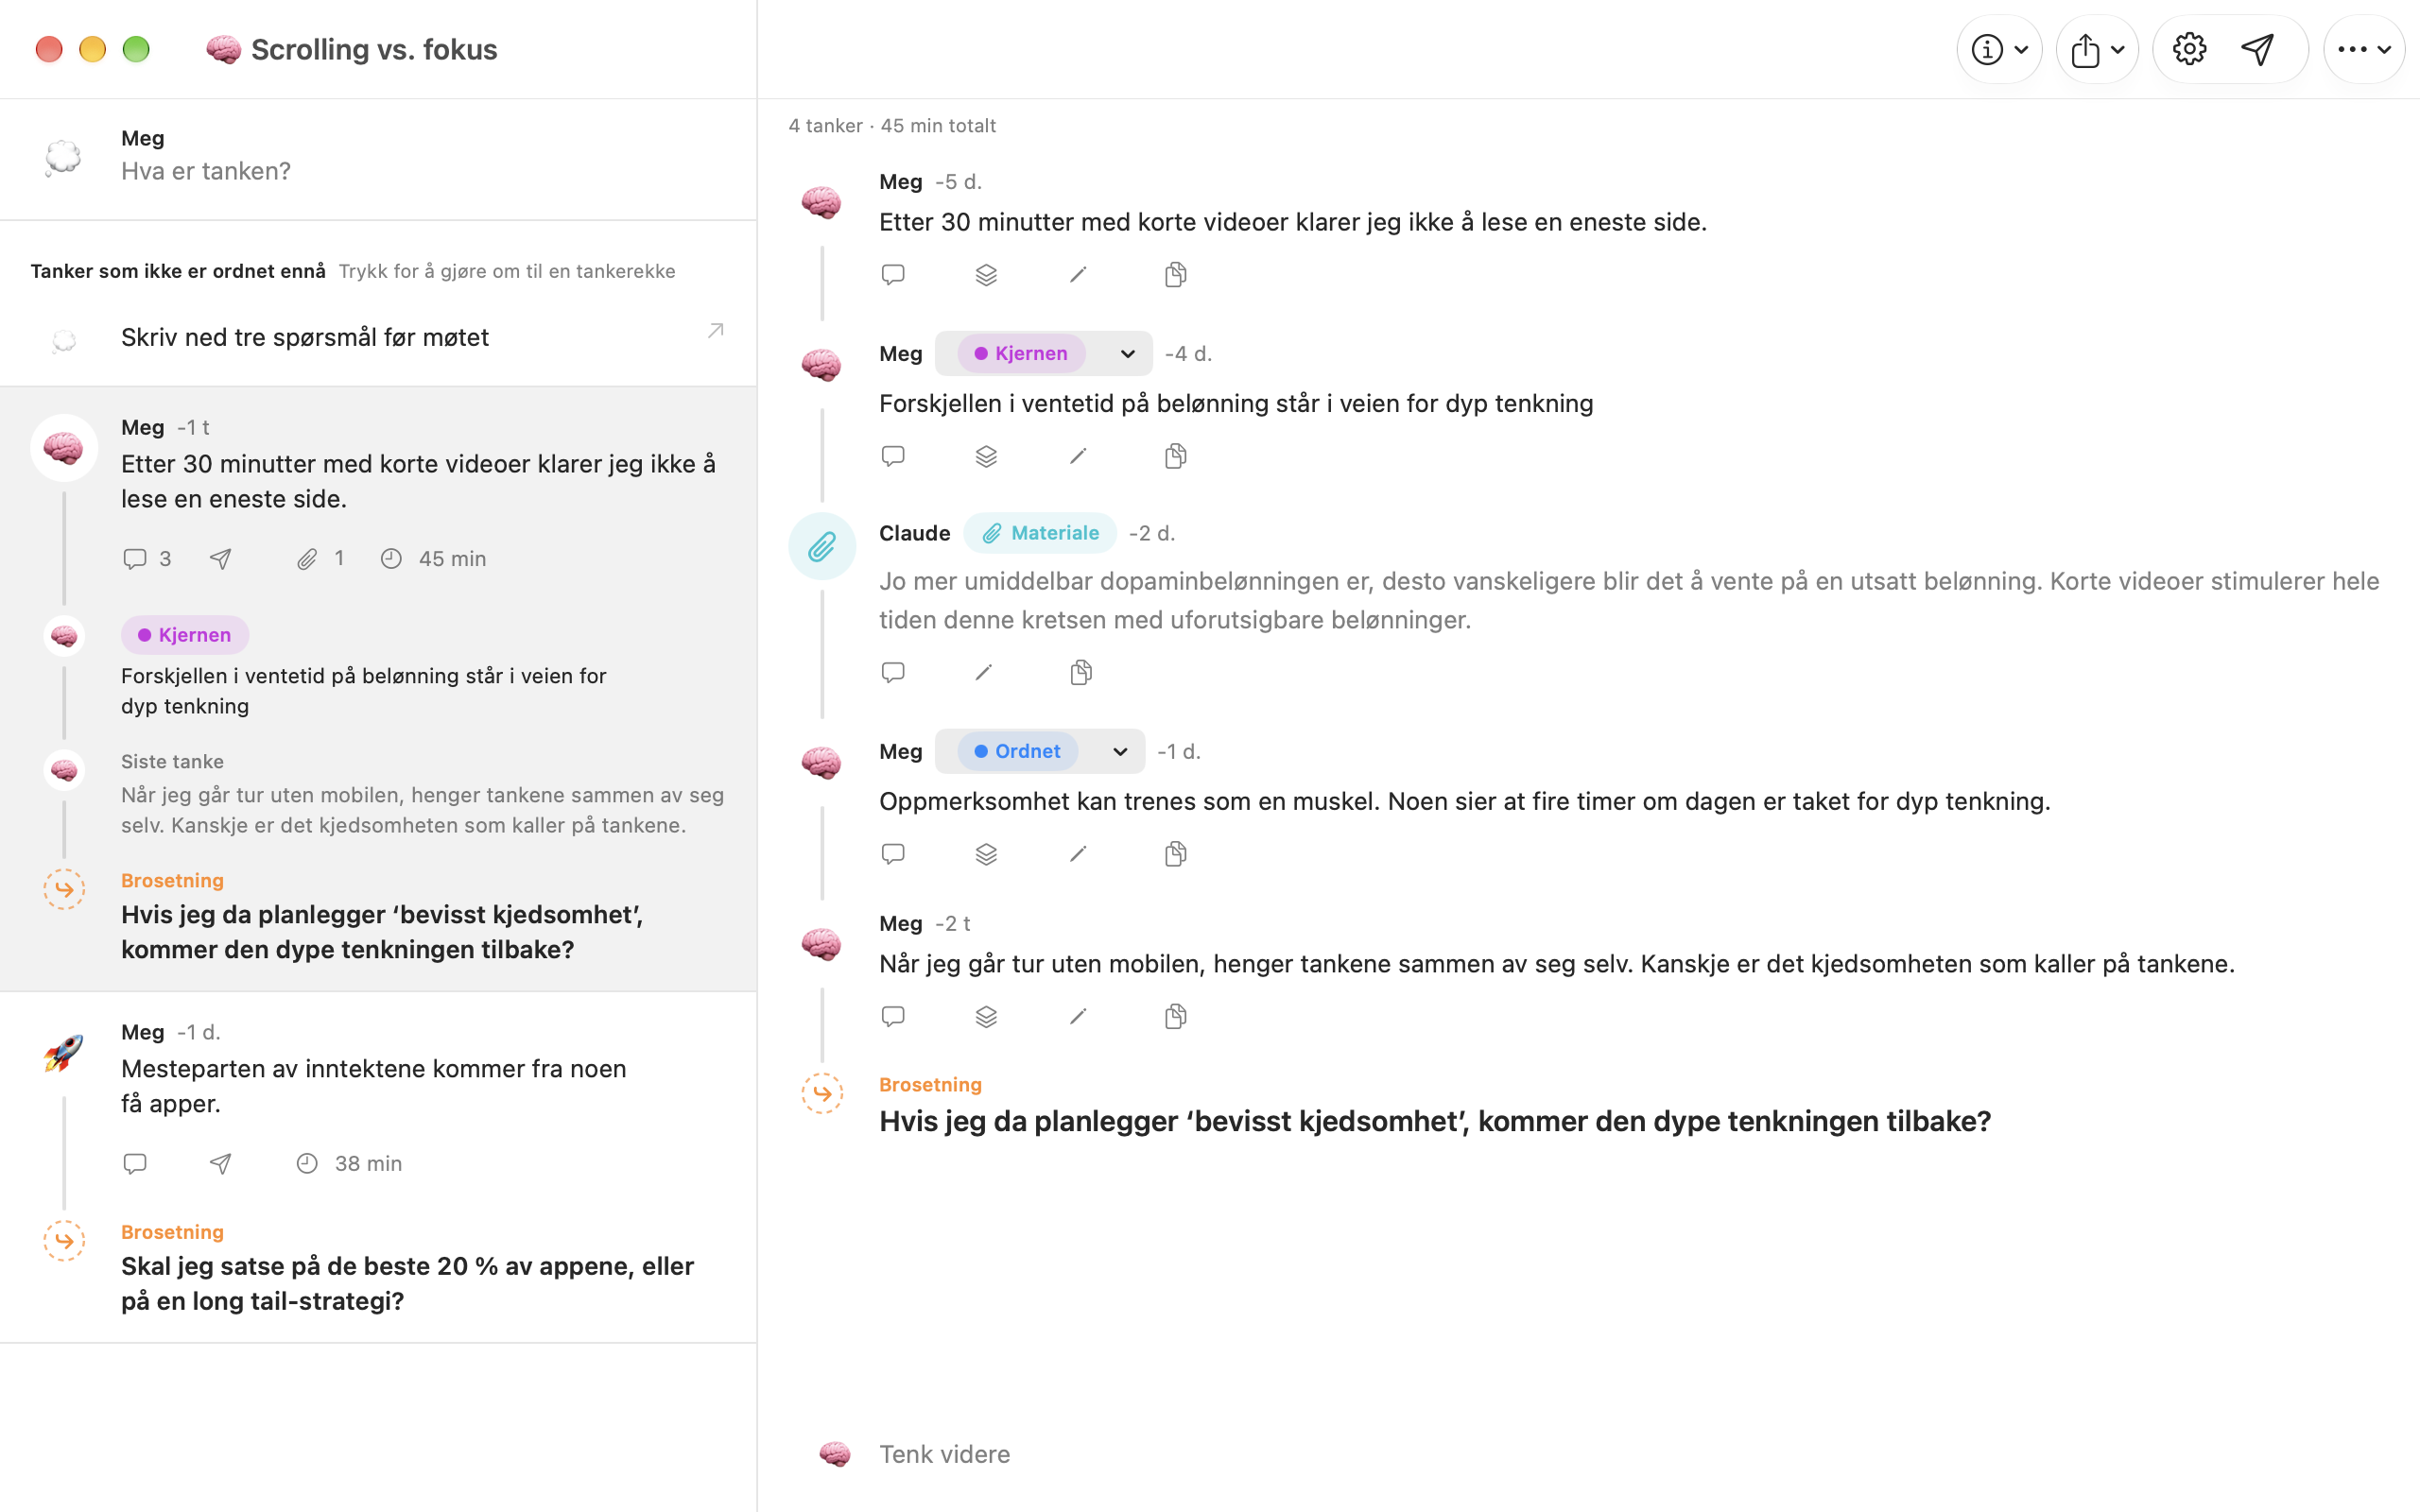 Scrolling vs. fokus
Meg
Hva er tanken?
Tanker som ikke er ordnet ennå Trykk for å gjøre om til en tankerekke
Skriv ned tre spørsmål før møtet
Meg -1 t
Etter 30 minutter med korte videoer klarer jeg ikke å
lese en eneste side.
3 1 45 min
Kjernen
Forskjellen i ventetid på belønning står i veien for
dyp tenkning
Siste tanke
Når jeg går tur uten mobilen, henger tankene sammen av seg
selv. Kanskje er det kjedsomheten som kaller på tankene.
Brosetning
Hvis jeg da planlegger ‘bevisst kjedsomhet’,
kommer den dype tenkningen tilbake?
Meg -1 d.
Mesteparten av inntektene kommer fra noen
få apper.
38 min
Brosetning
Skal jeg satse på de beste 20 % av appene, eller
på en long tail-strategi?
4 tanker · 45 min totalt
Meg -5 d.
Etter 30 minutter med korte videoer klarer jeg ikke å lese en eneste side.
Meg Kjernen -4 d.
Forskjellen i ventetid på belønning står i veien for dyp tenkning
Claude Materiale -2 d.
Jo mer umiddelbar dopaminbelønningen er, desto vanskeligere blir det å vente på en utsatt belønning. Korte videoer stimulerer hele
tiden denne kretsen med uforutsigbare belønninger.
Meg Ordnet -1 d.
Oppmerksomhet kan trenes som en muskel. Noen sier at fire timer om dagen er taket for dyp tenkning.
Meg -2 t
Når jeg går tur uten mobilen, henger tankene sammen av seg selv. Kanskje er det kjedsomheten som kaller på tankene.
Brosetning
Hvis jeg da planlegger ‘bevisst kjedsomhet’, kommer den dype tenkningen tilbake?
Tenk videre